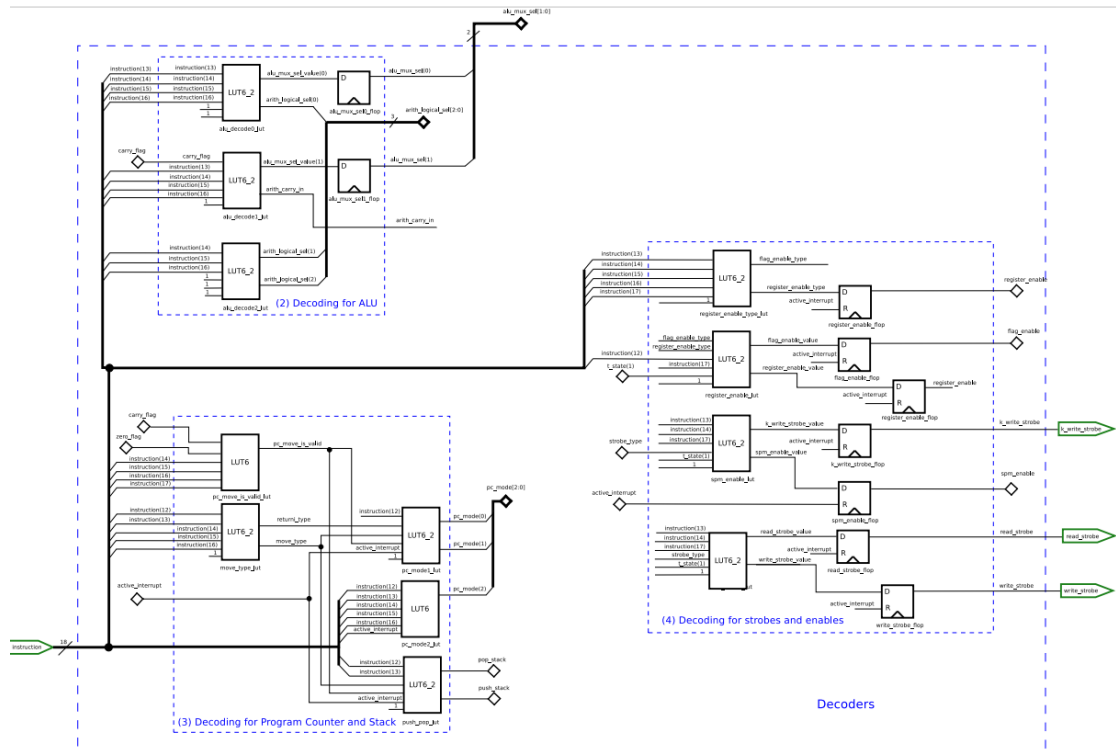 alu_mux_sel[1:0]
2
instruction(13)
instruction(14)
instruction(15)
instruction(16)
instruction(13)
instruction(14)
instruction(15)
instruction(16)
1
1
LUT6_2
alu_decode0_lut
alu_mux_sel_value(0)
arith_logical_sel(0)
D
alu_mux_sel0_flop
alu_mux_sel(0)
3
arith_logical_sel[2:0]
carry_flag
carry_flag
instruction(13)
instruction(14)
instruction(15)
instruction(16)
1
LUT6_2
alu_decode1_lut
alu_mux_sel_value(1)
arith_carry_in
D
alu_mux_sel1_flop
alu_mux_sel(1)
arith_carry_in
instruction(14)
instruction(15)
instruction(16)
1
1
1
LUT6_2
alu_decode2_lut
arith_logical_sel(1)
arith_logical_sel(2)
(2) Decoding for ALU
instruction(13)
instruction(14)
instruction(15)
instruction(16)
instruction(17)
1
LUT6_2
register_enable_type_lut
flag_enable_type
register_enable_type
active_interrupt
D
R
register_enable_flop
register_enable
instruction(12)
t_state(1)
flag_enable_type
register_enable_type
instruction(17)
1
LUT6_2
register_enable_lut
flag_enable_value
active_interrupt
register_enable_value
D
R
flag_enable_flop
flag_enable
active_interrupt
D
R
register_enable_flop
register_enable
instruction(13)
instruction(14)
instruction(17)
strobe_type
t_state(1)
1
LUT6_2
spm_enable_lut
k_write_strobe_value
active_interrupt
spm_enable_value
D
R
k_write_strobe_flop
k_write_strobe
k_write_strobe
active_interrupt
D
R
spm_enable_flop
spm_enable
instruction(13)
instruction(14)
instruction(17)
strobe_type
t_state(1)
1
LUT6_2
read_strobe_value
active_interrupt
write_strobe_value
D
R
read_strobe_flop
read_strobe
read_strobe
active_interrupt
D
R
write_strobe_flop
write_strobe
write_strobe
(4) Decoding for strobes and enables
carry_flag
zero_flag
instruction(14)
instruction(15)
instruction(16)
instruction(17)
LUT6
pc_move_is_valid_lut
pc_move_is_valid
instruction(12)
instruction(13)
instruction(14)
instruction(15)
instruction(16)
1
LUT6_2
move_type_lut
return_type
move_type
active_interrupt
instruction(12)
active_interrupt
1
LUT6_2
pc_mode1_lut
pc_mode(0)
pc_mode(1)
pc_mode[2:0]
instruction(12)
instruction(13)
instruction(14)
instruction(15)
instruction(16)
active_interrupt
LUT6
pc_mode2_lut
pc_mode(2)
instruction
18
instruction(12)
instruction(13)
active_interrupt
1
LUT6_2
push_pop_lut
pop_stack
push_stack
(3) Decoding for Program Counter and Stack
Decoders